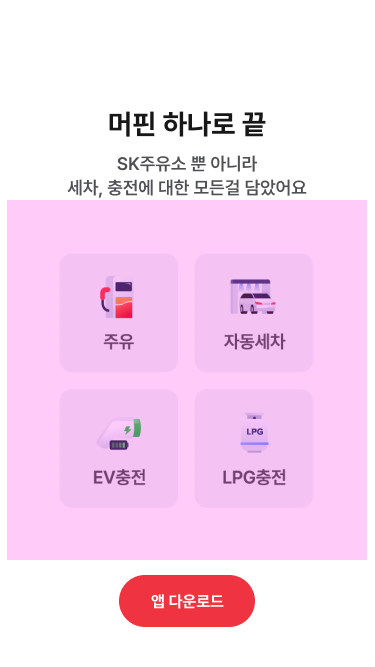 머핀 하나로 끝
SK주유소 뿐 아니라
세차, 충전에 대한 모든걸 담았어요
주유
자동세차
EV충전
LPG
LPG충전
앱 다운로드